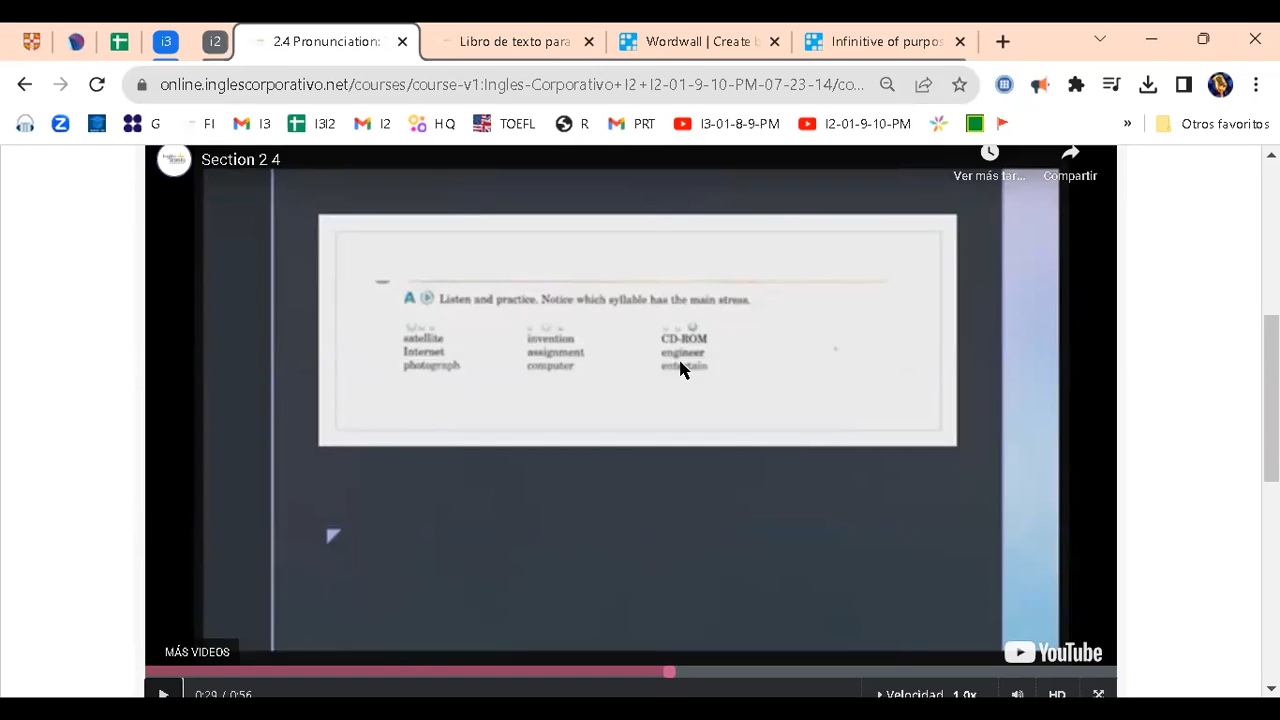 i3
i2
2.4 Pronunciation:
Libro de texto para
Wordwall | Create b
Infinitive of purpos
online.inglescorporativo.net/courses/course-v1:Ingles-Corporativo+I2+I2-01-9-10-PM-07-23-14/co...
G
FI
I3
I3I2
I2
HQ
TOEFL
R
PRT
I3-01-8-9-PM
I2-01-9-10-PM
»
Otros favoritos
Section 2 4
Ver más tar...
Compartir
A Listen and practice. Notice which syllable has the main stress.
satellite invention CD-ROM
Internet assignment engineer
photograph computer entertain
MÁS VIDEOS
YouTube
0:29 / 0:56
Velocidad 1.0x
HD